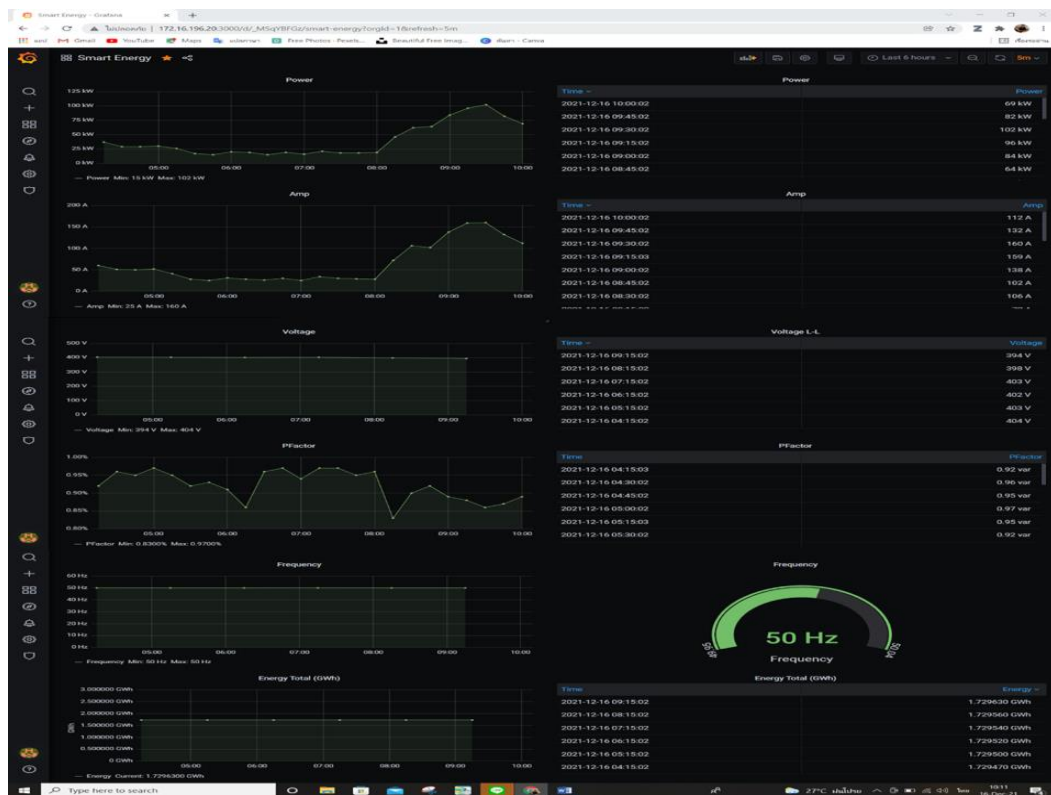 Smart Energy - Grafana
172.16.196.20:3000/d/_MSqYBFGz/smart-energy?orgId=1&refresh=5m
Gmail YouTube Maps Free Photos - Pexels... Beautiful Free Imag...
Smart Energy
Last 6 hours
5m
Power
125 kW
100 kW
75 kW
50 kW
25 kW
0 kW
05:00 06:00 07:00 08:00 09:00 10:00
Power Min: 15 kW Max: 102 kW
Power
Time Power
2021-12-16 10:00:02 69 kW
2021-12-16 09:45:02 82 kW
2021-12-16 09:30:02 102 kW
2021-12-16 09:15:02 96 kW
2021-12-16 09:00:02 84 kW
2021-12-16 08:45:02 64 kW
Amp
200 A
150 A
100 A
50 A
0 A
05:00 06:00 07:00 08:00 09:00 10:00
Amp Min: 25 A Max: 160 A
Amp
Time Amp
2021-12-16 10:00:02 112 A
2021-12-16 09:45:02 132 A
2021-12-16 09:30:02 160 A
2021-12-16 09:15:03 159 A
2021-12-16 09:00:02 138 A
2021-12-16 08:45:02 102 A
2021-12-16 08:30:02 106 A
Voltage
500 V
400 V
300 V
200 V
100 V
0 V
05:00 06:00 07:00 08:00 09:00 10:00
Voltage Min: 394 V Max: 404 V
Voltage L-L
Time Voltage
2021-12-16 09:15:02 394 V
2021-12-16 08:15:02 398 V
2021-12-16 07:15:02 403 V
2021-12-16 06:15:02 402 V
2021-12-16 05:15:02 403 V
2021-12-16 04:15:02 404 V
PFactor
1.00%
0.95%
0.90%
0.85%
0.80%
05:00 06:00 07:00 08:00 09:00 10:00
PFactor Min: 0.8300% Max: 0.9700%
PFactor
Time PFactor
2021-12-16 04:15:03 0.92 var
2021-12-16 04:30:02 0.96 var
2021-12-16 04:45:02 0.95 var
2021-12-16 05:00:02 0.97 var
2021-12-16 05:15:03 0.95 var
2021-12-16 05:30:02 0.92 var
Frequency
60 Hz
50 Hz
40 Hz
30 Hz
20 Hz
10 Hz
0 Hz
05:00 06:00 07:00 08:00 09:00 10:00
Frequency Min: 50 Hz Max: 50 Hz
Frequency
50 Hz
49.95
50.04
Frequency
Energy Total (GWh)
3.000000 GWh
2.500000 GWh
2.000000 GWh
1.500000 GWh
1.000000 GWh
0.500000 GWh
0 GWh
GWh
05:00 06:00 07:00 08:00 09:00 10:00
Energy Current: 1.7296300 GWh
Energy Total (GWh)
Time Energy
2021-12-16 09:15:02 1.729630 GWh
2021-12-16 08:15:02 1.729560 GWh
2021-12-16 07:15:02 1.729540 GWh
2021-12-16 06:15:02 1.729520 GWh
2021-12-16 05:15:02 1.729500 GWh
2021-12-16 04:15:02 1.729470 GWh
Type here to search
27°C
10:11
16-Dec-21